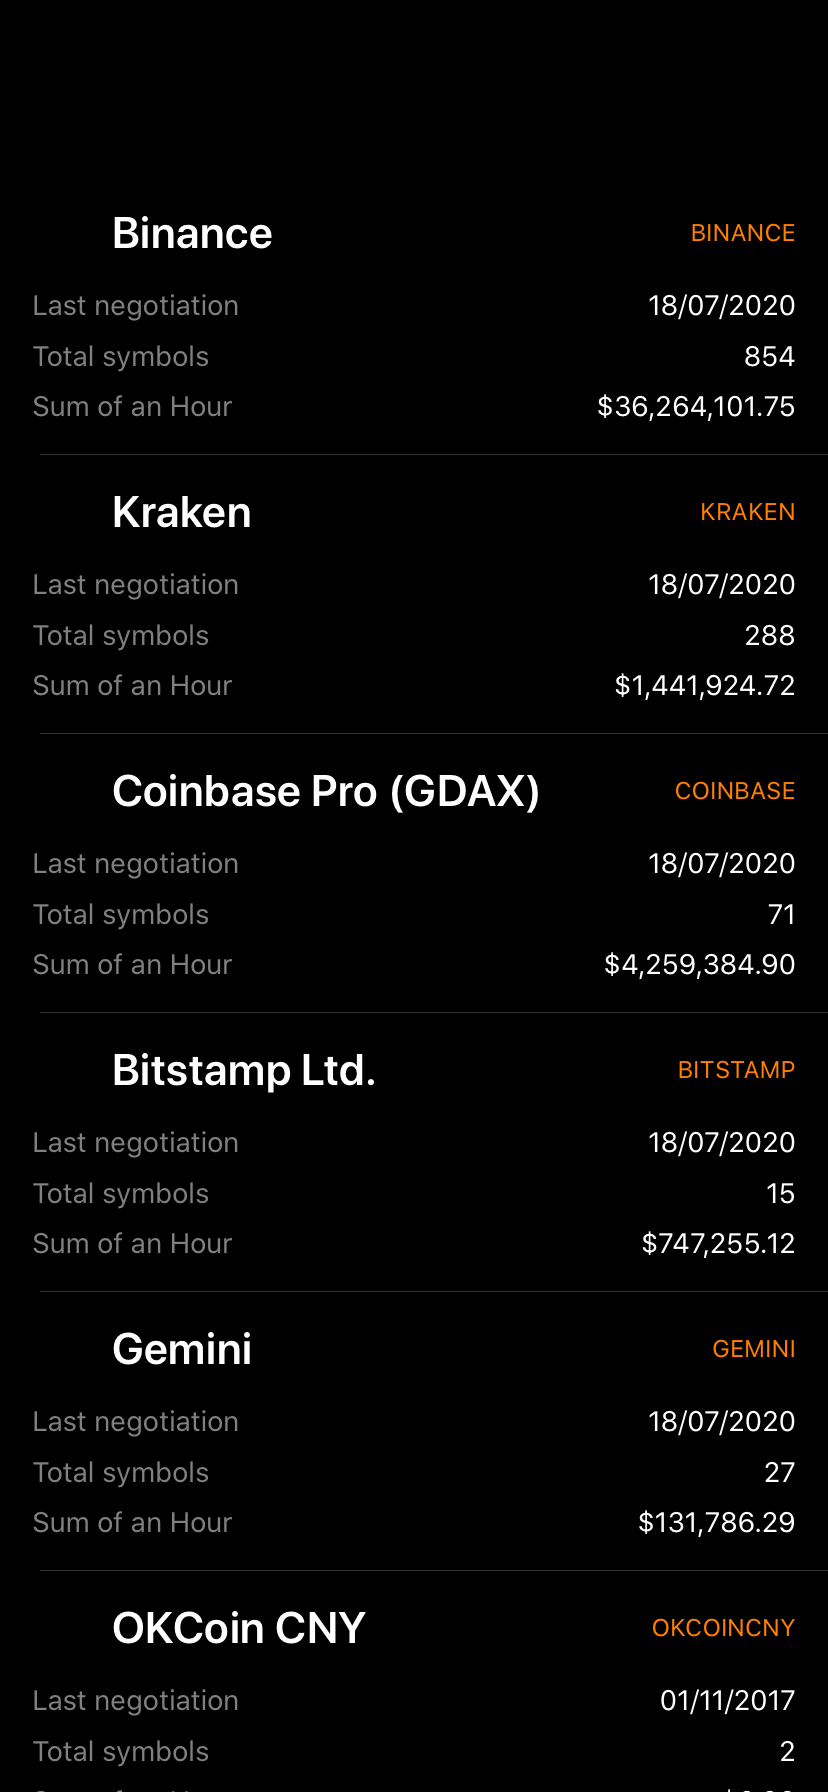 Binance BINANCE
Last negotiation 18/07/2020
Total symbols 854
Sum of an Hour $36,264,101.75
Kraken KRAKEN
Last negotiation 18/07/2020
Total symbols 288
Sum of an Hour $1,441,924.72
Coinbase Pro (GDAX) COINBASE
Last negotiation 18/07/2020
Total symbols 71
Sum of an Hour $4,259,384.90
Bitstamp Ltd. BITSTAMP
Last negotiation 18/07/2020
Total symbols 15
Sum of an Hour $747,255.12
Gemini GEMINI
Last negotiation 18/07/2020
Total symbols 27
Sum of an Hour $131,786.29
OKCoin CNY OKCOINCNY
Last negotiation 01/11/2017
Total symbols 2